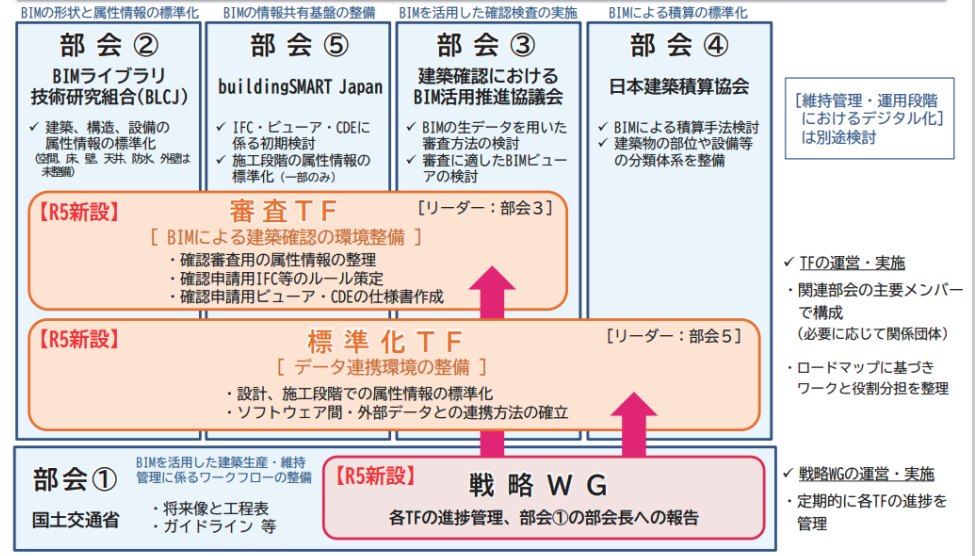 BIMの形状と属性情報の標準化
部会②
BIMライブラリ
技術研究組合(BLCJ)
✓ 建築、構造、設備の
属性情報の標準化
(空間、床、壁、天井、防水、外壁は
未整備)
BIMの情報共有基盤の整備
部会⑤
buildingSMART Japan
✓ IFC・ビューア・CDEに
係る初期検討
✓ 施工段階の属性情報の
標準化(一部のみ)
BIMを活用した確認検査の実施
部会③
建築確認における
BIM活用推進協議会
✓ BIMの生データを用いた
審査方法の検討
✓ 審査に適したBIMビュー
アの検討
BIMによる積算の標準化
部会④
日本建築積算協会
✓ BIMによる積算手法検討
✓ 建築物の部位や設備等
の分類体系を整備
[維持管理・運用段階
におけるデジタル化]
は別途検討
【R5新設】 審査TF [リーダー:部会3]
[ BIMによる建築確認の環境整備 ]
・確認審査用の属性情報の整理
・確認申請用IFC等のルール策定
・確認申請用ビューア・CDEの仕様書作成
【R5新設】 標準化TF [リーダー:部会5]
[ データ連携環境の整備 ]
・設計、施工段階での属性情報の標準化
・ソフトウェア間・外部データとの連携方法の確立
✓ TFの運営・実施
・関連部会の主要メンバー
で構成
(必要に応じて関係団体)
・ロードマップに基づき
ワークと役割分担を整理
部会①
国土交通省
BIMを活用した建築生産・維持
管理に係るワークフローの整備
・将来像と工程表
・ガイドライン 等
【R5新設】 戦略WG
各TFの進捗管理、部会①の部会長への報告
✓ 戦略WGの運営・実施
・定期的に各TFの進捗を
管理